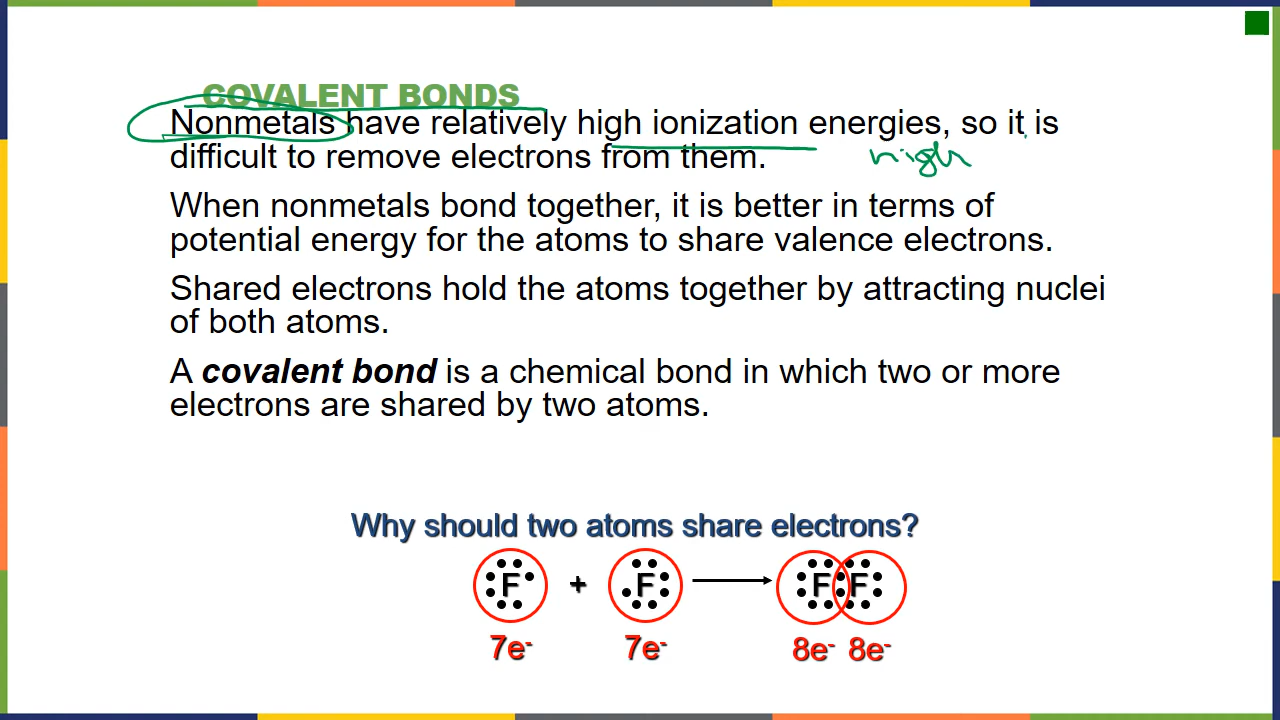 COVALENT BONDS
Nonmetals have relatively high ionization energies, so it is
difficult to remove electrons from them.
high
When nonmetals bond together, it is better in terms of
potential energy for the atoms to share valence electrons.
Shared electrons hold the atoms together by attracting nuclei
of both atoms.
A covalent bond is a chemical bond in which two or more
electrons are shared by two atoms.
Why should two atoms share electrons?
F + F F F
7e- 7e- 8e- 8e-